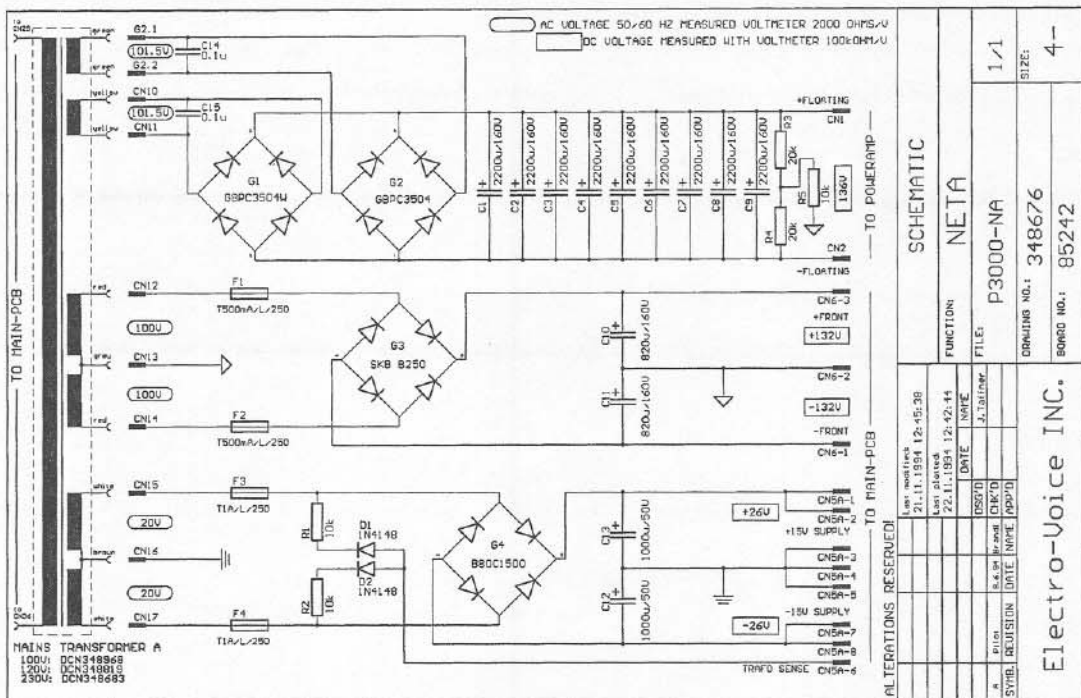 AC VOLTAGE 50/60 HZ MEASURED VOLTMETER 2000 OHMS/V
DC VOLTAGE MEASURED WITH VOLTMETER 100kOHM/V
TO MAIN-PCB
TO
green
G2.1
101.5V
C14
0.1u
green
G2.2
yellow
CN10
101.5V
C15
0.1u
yellow
CN11
G1
GBPC3504W
G2
GBPC3504
C1
2200u/160V
C2
2200u/160V
C3
2200u/160V
C4
2200u/160V
C5
2200u/160V
C6
2200u/160V
C7
2200u/160V
C8
2200u/160V
C9
2200u/160V
R3
20k
R4
20k
R5
10k
136V
+FLOATING
CN1
CN2
-FLOATING
TO POWERAMP
red
CN12
F1
T500mA/L/250
100V
grey
CN13
100V
red
CN14
F2
T500mA/L/250
G3
SKB B250
C10
820u/160V
C11
820u/160V
CN6-3
+FRONT
+132V
CN6-2
-132V
-FRONT
CN6-1
TO MAIN-PCB
white
CN15
F3
T1A/L/250
20V
brown
CN16
20V
white
CN17
F4
T1A/L/250
R1
10k
R2
10k
D1
1N4148
D2
1N4148
G4
B80C1500
C13
1000u/50V
C12
1000u/50V
+26V
CN5A-1
CN5A-2
+15V SUPPLY
CN5A-3
CN5A-4
CN5A-5
-15V SUPPLY
-26V
CN5A-7
CN5A-8
TRAFO SENSE
CN5A-6
MAINS TRANSFORMER A
100V: DCN348968
120V: DCN348819
230V: DCN348683
ALTERATIONS RESERVED!
Last modified:
21.11.1994 12:45:38
Last plotted:
22.11.1994 12:42:44
DATE
NAME
DSG'D
J.Taffner
CHK'D
APP'D
A
Pilot
8.6.94
Brandl
SYMB.
REVISION
DATE
NAME
SCHEMATIC
FUNCTION:
NETA
FILE:
P3000-NA
1/1
DRAWING NO.:
348676
SIZE:
4-
BOARD NO.:
85242
Electro-Voice INC.